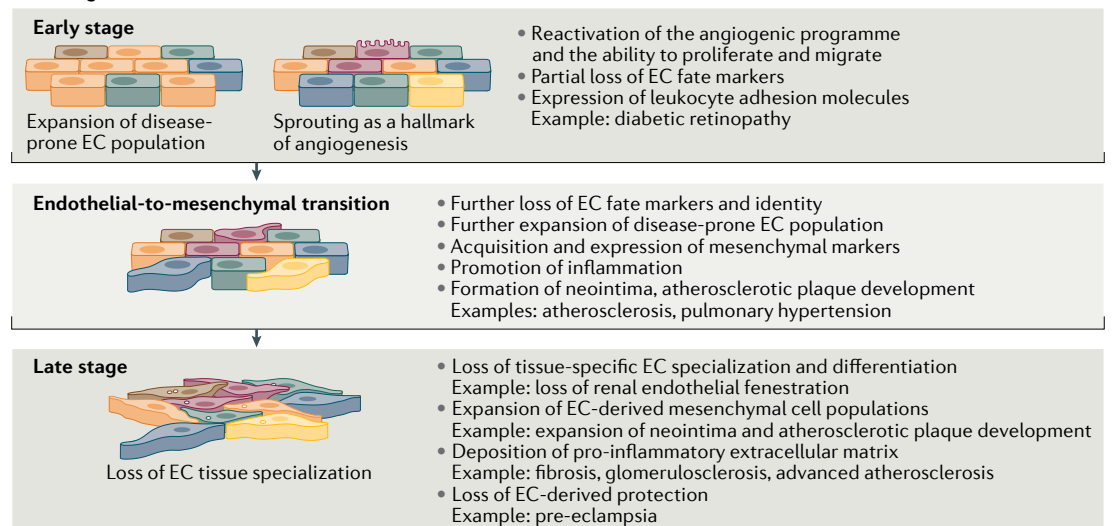 Early stage
Expansion of disease-
prone EC population
Sprouting as a hallmark
of angiogenesis
• Reactivation of the angiogenic programme
and the ability to proliferate and migrate
• Partial loss of EC fate markers
• Expression of leukocyte adhesion molecules
Example: diabetic retinopathy
Endothelial-to-mesenchymal transition
• Further loss of EC fate markers and identity
• Further expansion of disease-prone EC population
• Acquisition and expression of mesenchymal markers
• Promotion of inflammation
• Formation of neointima, atherosclerotic plaque development
Examples: atherosclerosis, pulmonary hypertension
Late stage
Loss of EC tissue specialization
• Loss of tissue-specific EC specialization and differentiation
Example: loss of renal endothelial fenestration
• Expansion of EC-derived mesenchymal cell populations
Example: expansion of neointima and atherosclerotic plaque development
• Deposition of pro-inflammatory extracellular matrix
Example: fibrosis, glomerulosclerosis, advanced atherosclerosis
• Loss of EC-derived protection
Example: pre-eclampsia